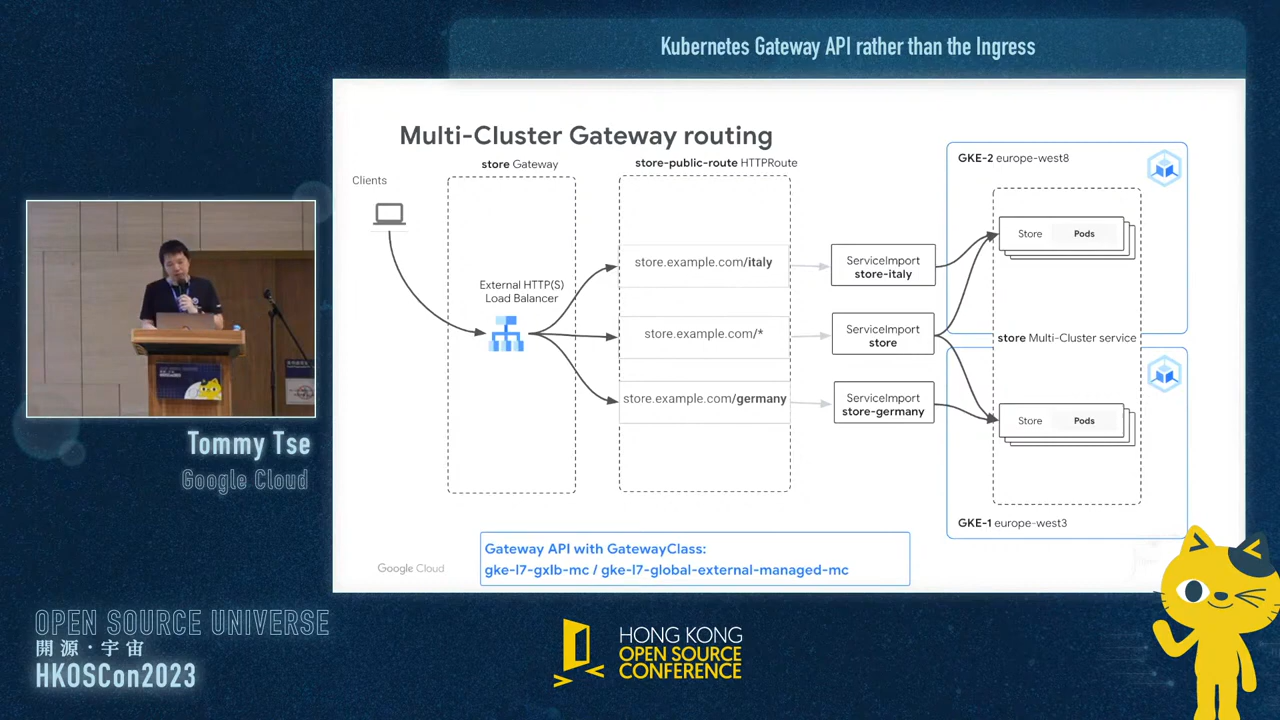 Kubernetes Gateway API rather than the Ingress
Multi-Cluster Gateway routing
store Gateway
store-public-route HTTPRoute
Clients
GKE-2 europe-west8
Store
Pods
store.example.com/italy
ServiceImport
store-italy
External HTTP(S)
Load Balancer
store.example.com/*
ServiceImport
store
store Multi-Cluster service
store.example.com/germany
ServiceImport
store-germany
Store
Pods
GKE-1 europe-west3
Gateway API with GatewayClass:
gke-l7-gxlb-mc / gke-l7-global-external-managed-mc
Google Cloud
Tommy Tse
Google Cloud
OPEN SOURCE UNIVERSE
開源·宇宙
HKOSCon2023
HONG KONG
OPEN SOURCE
CONFERENCE